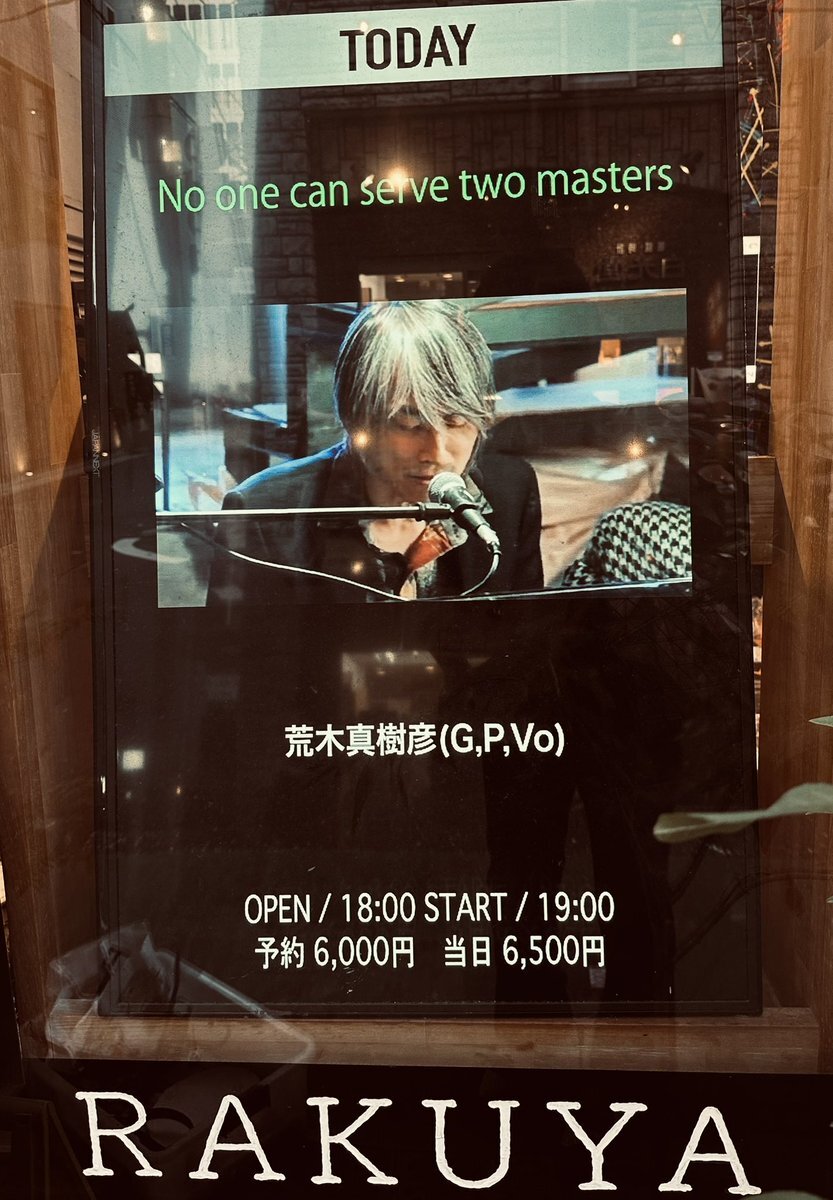 TODAY
No one can serve two masters
JAPANNEXT
荒木真樹彦(G,P,Vo)
OPEN / 18:00 START / 19:00
予約 6,000円 当日 6,500円
RAKUYA